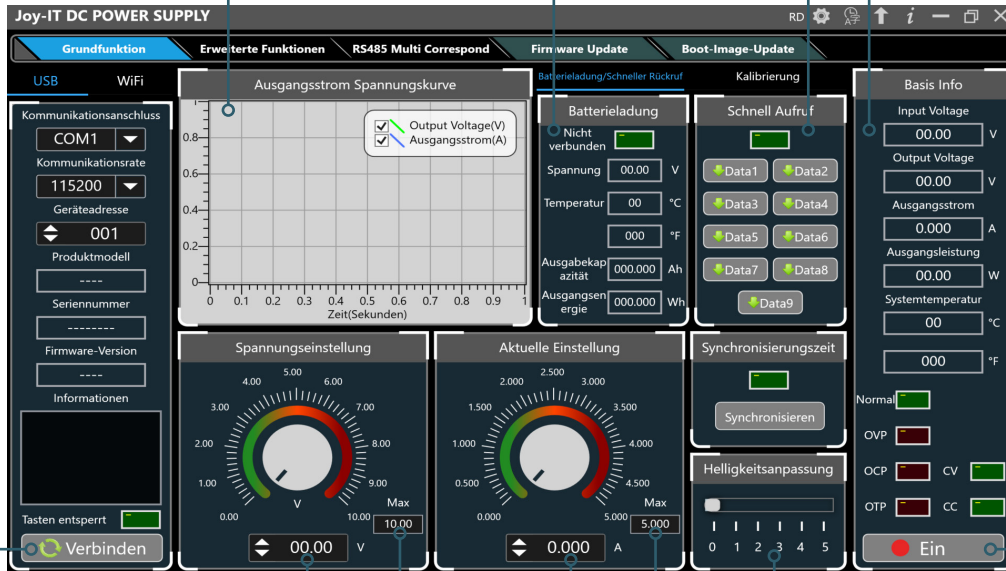 Joy-IT DC POWER SUPPLY
RD
Grundfunktion
Erweiterte Funktionen
RS485 Multi Correspond
Firmware Update
Boot-Image-Update
USB
WiFi
Kommunikationsanschluss
COM1
Kommunikationsrate
115200
Geräteadresse
001
Produktmodell
----
Seriennummer
--------
Firmware-Version
----
Informationen
Tasten entsperrt
Verbinden
Ausgangsstrom Spannungskurve
Output Voltage(V)
Ausgangsstrom(A)
1
0.8
0.6
0.4
0.2
0
0 0.1 0.2 0.3 0.4 0.5 0.6 0.7 0.8 0.9 1
Zeit(Sekunden)
Batterieladung/Schneller Rückruf
Kalibrierung
Batterieladung
Nicht
verbunden
Spannung 00.00 V
Temperatur 00 °C
000 °F
Ausgabekap
azität
000.000 Ah
Ausgangsen
ergie
000.000 Wh
Schnell Aufruf
Data1 Data2
Data3 Data4
Data5 Data6
Data7 Data8
Data9
Spannungseinstellung
0.00
1.00
2.00
3.00
4.00
5.00
6.00
7.00
8.00
9.00
10.00
V
Max
10.00
00.00 V
Aktuelle Einstellung
0.000
0.500
1.000
1.500
2.000
2.500
3.000
3.500
4.000
4.500
5.000
A
Max
5.000
0.000 A
Synchronisierungszeit
Synchronisieren
Helligkeitsanpassung
0 1 2 3 4 5
Basis Info
Input Voltage
00.00 V
Output Voltage
00.00 V
Ausgangsstrom
0.000 A
Ausgangsleistung
00.00 W
Systemtemperatur
00 °C
000 °F
Normal
OVP
OCP CV
OTP CC
Ein